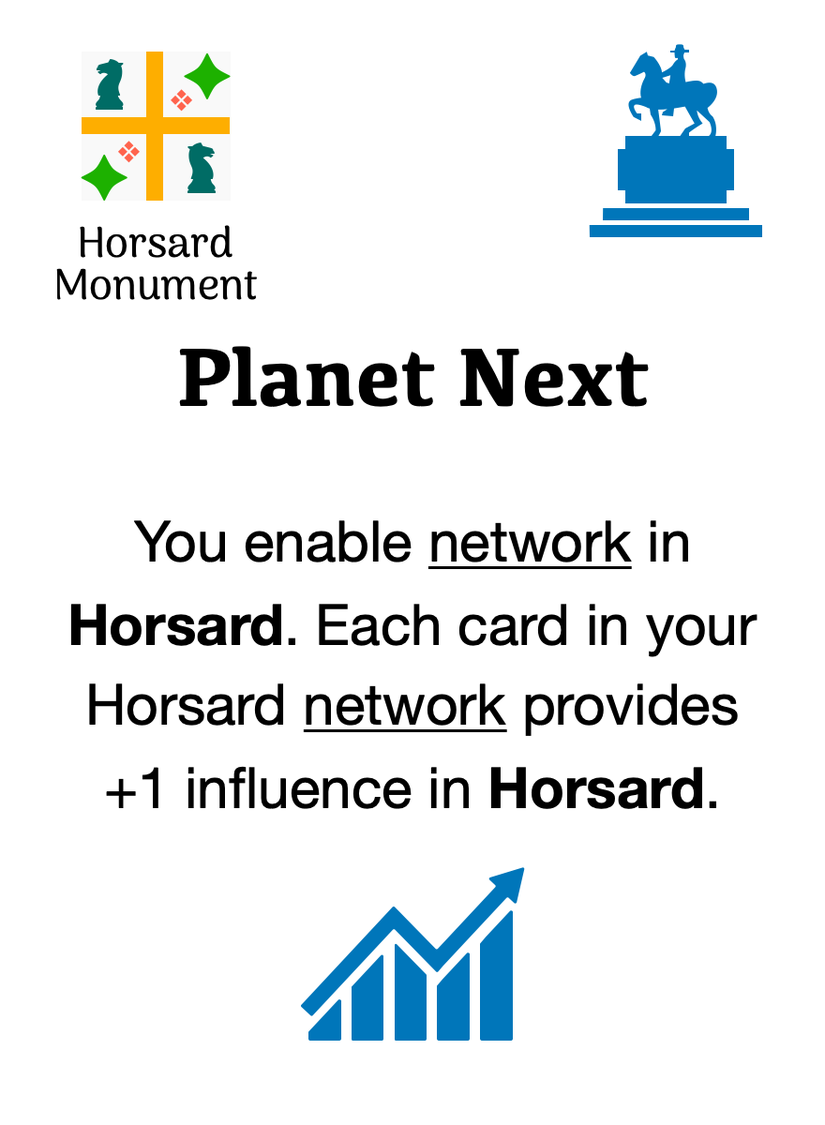 Horsard
Monument
Planet Next
You enable network in
Horsard. Each card in your
Horsard network provides
+1 influence in Horsard.